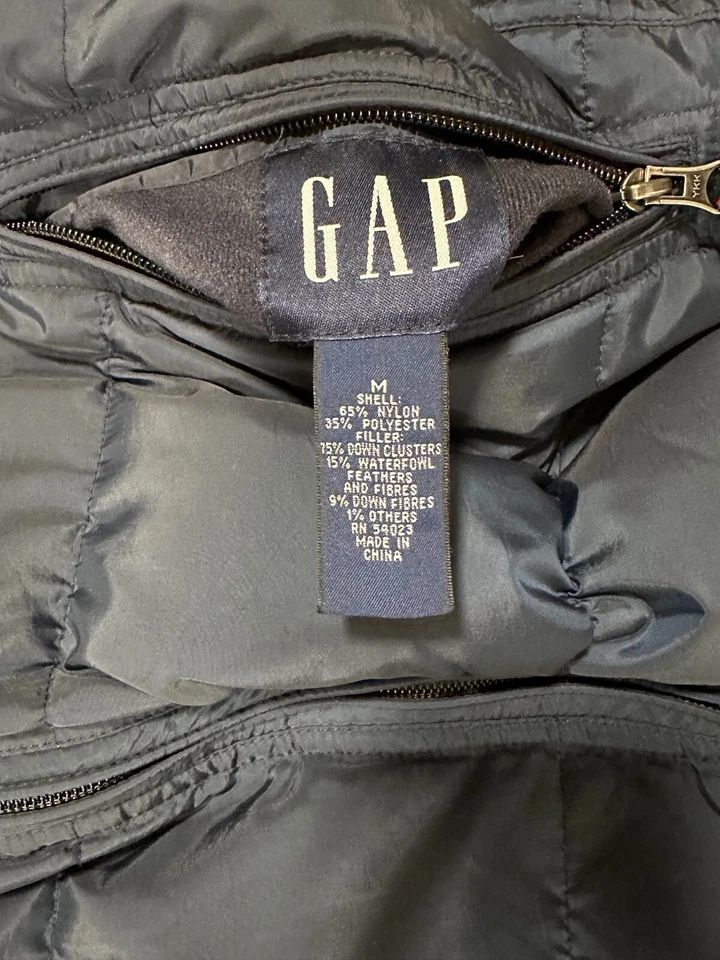 YKK
GAP
M
SHELL:
65% NYLON
35% POLYESTER
FILLER:
75% DOWN CLUSTERS
15% WATERFOWL
FEATHERS
AND FIBRES
9% DOWN FIBRES
1% OTHERS
RN 54023
MADE IN
CHINA